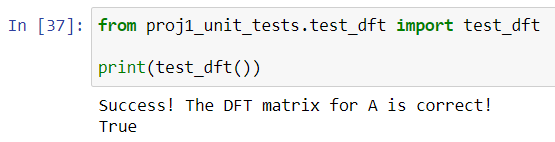 In [37]: from proj1_unit_tests.test_dft import test_dft
print(test_dft())
Success! The DFT matrix for A is correct!
True